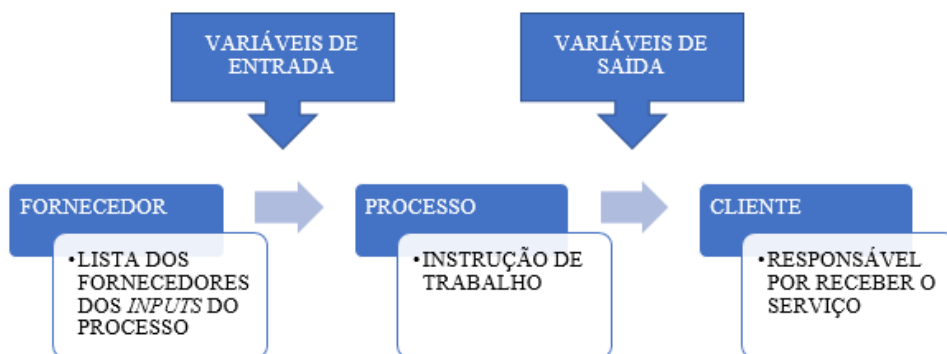 VARIÁVEIS DE
ENTRADA
VARIÁVEIS DE
SAÍDA
FORNECEDOR
•LISTA DOS
FORNECEDORES
DOS INPUTS DO
PROCESSO
PROCESSO
•INSTRUÇÃO DE
TRABALHO
CLIENTE
•RESPONSÁVEL
POR RECEBER O
SERVIÇO